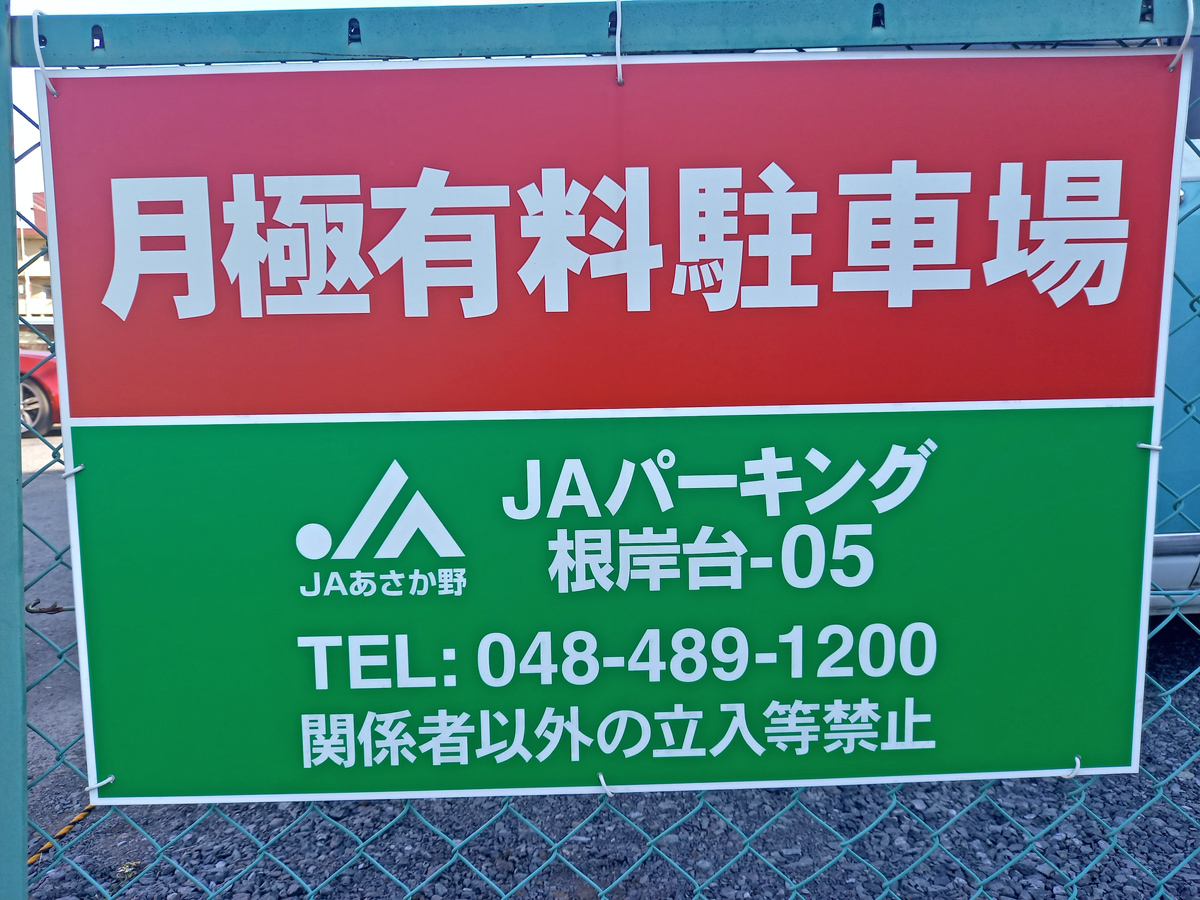 月極有料駐車場
JAあさか野
JAパーキング
根岸台-05
TEL: 048-489-1200
関係者以外の立入等禁止